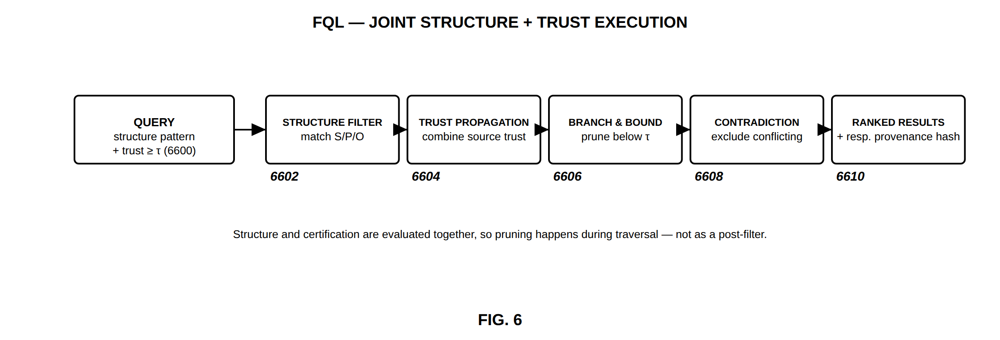 FQL — JOINT STRUCTURE + TRUST EXECUTION
QUERY
structure pattern
+ trust ≥ τ (6600)
STRUCTURE FILTER
match S/P/O
6602
TRUST PROPAGATION
combine source trust
6604
BRANCH & BOUND
prune below τ
6606
CONTRADICTION
exclude conflicting
6608
RANKED RESULTS
+ resp. provenance hash
6610
Structure and certification are evaluated together, so pruning happens during traversal — not as a post-filter.
FIG. 6